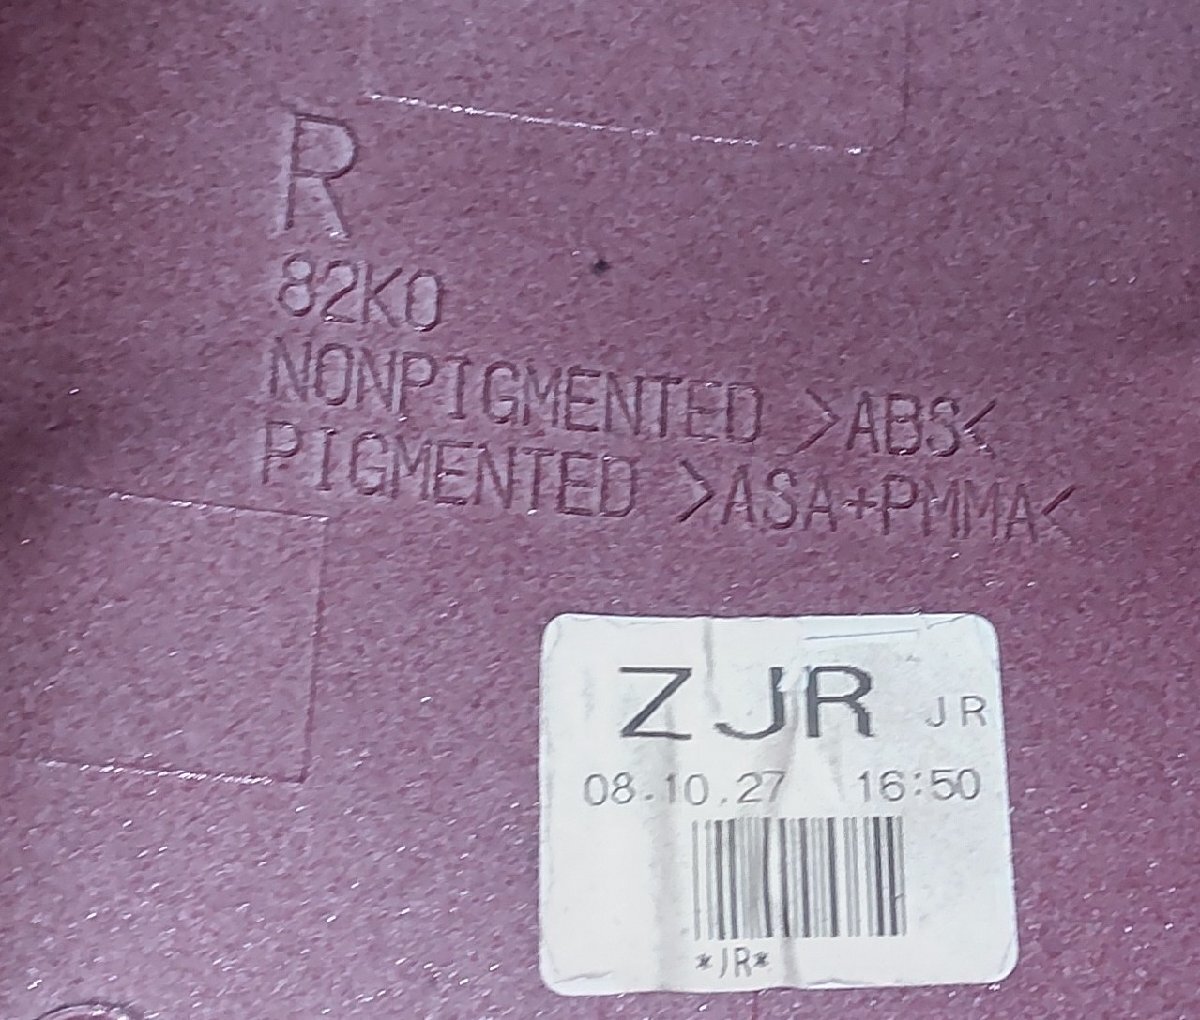 R
82K0
NONPIGMENTED >ABS<
PIGMENTED >ASA+PMMA<
ZJR JR
08.10.27 16:50
*JR*